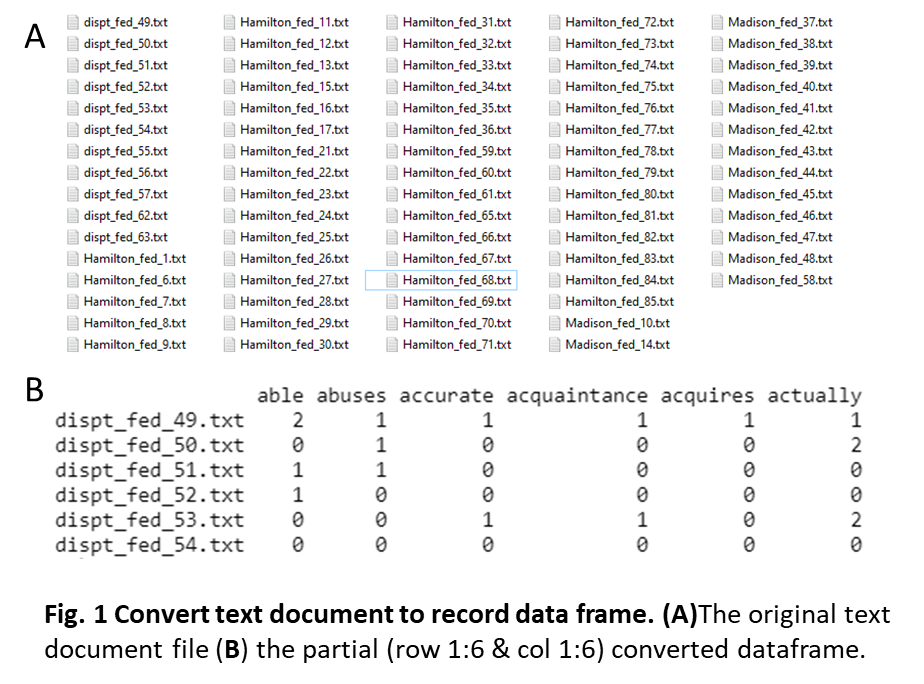 A
dispt_fed_49.txt Hamilton_fed_11.txt Hamilton_fed_31.txt Hamilton_fed_72.txt Madison_fed_37.txt
dispt_fed_50.txt Hamilton_fed_12.txt Hamilton_fed_32.txt Hamilton_fed_73.txt Madison_fed_38.txt
dispt_fed_51.txt Hamilton_fed_13.txt Hamilton_fed_33.txt Hamilton_fed_74.txt Madison_fed_39.txt
dispt_fed_52.txt Hamilton_fed_15.txt Hamilton_fed_34.txt Hamilton_fed_75.txt Madison_fed_40.txt
dispt_fed_53.txt Hamilton_fed_16.txt Hamilton_fed_35.txt Hamilton_fed_76.txt Madison_fed_41.txt
dispt_fed_54.txt Hamilton_fed_17.txt Hamilton_fed_36.txt Hamilton_fed_77.txt Madison_fed_42.txt
dispt_fed_55.txt Hamilton_fed_21.txt Hamilton_fed_59.txt Hamilton_fed_78.txt Madison_fed_43.txt
dispt_fed_56.txt Hamilton_fed_22.txt Hamilton_fed_60.txt Hamilton_fed_79.txt Madison_fed_44.txt
dispt_fed_57.txt Hamilton_fed_23.txt Hamilton_fed_61.txt Hamilton_fed_80.txt Madison_fed_45.txt
dispt_fed_62.txt Hamilton_fed_24.txt Hamilton_fed_65.txt Hamilton_fed_81.txt Madison_fed_46.txt
dispt_fed_63.txt Hamilton_fed_25.txt Hamilton_fed_66.txt Hamilton_fed_82.txt Madison_fed_47.txt
Hamilton_fed_1.txt Hamilton_fed_26.txt Hamilton_fed_67.txt Hamilton_fed_83.txt Madison_fed_48.txt
Hamilton_fed_6.txt Hamilton_fed_27.txt Hamilton_fed_68.txt Hamilton_fed_84.txt Madison_fed_58.txt
Hamilton_fed_7.txt Hamilton_fed_28.txt Hamilton_fed_69.txt Hamilton_fed_85.txt
Hamilton_fed_8.txt Hamilton_fed_29.txt Hamilton_fed_70.txt Madison_fed_10.txt
Hamilton_fed_9.txt Hamilton_fed_30.txt Hamilton_fed_71.txt Madison_fed_14.txt
B
able abuses accurate acquaintance acquires actually
dispt_fed_49.txt 2 1 1 1 1 1
dispt_fed_50.txt 0 1 0 0 0 2
dispt_fed_51.txt 1 1 0 0 0 0
dispt_fed_52.txt 1 0 0 0 0 0
dispt_fed_53.txt 0 0 1 1 0 2
dispt_fed_54.txt 0 0 0 0 0 0
Fig. 1 Convert text document to record data frame. (A)The original text
document file (B) the partial (row 1:6 & col 1:6) converted dataframe.